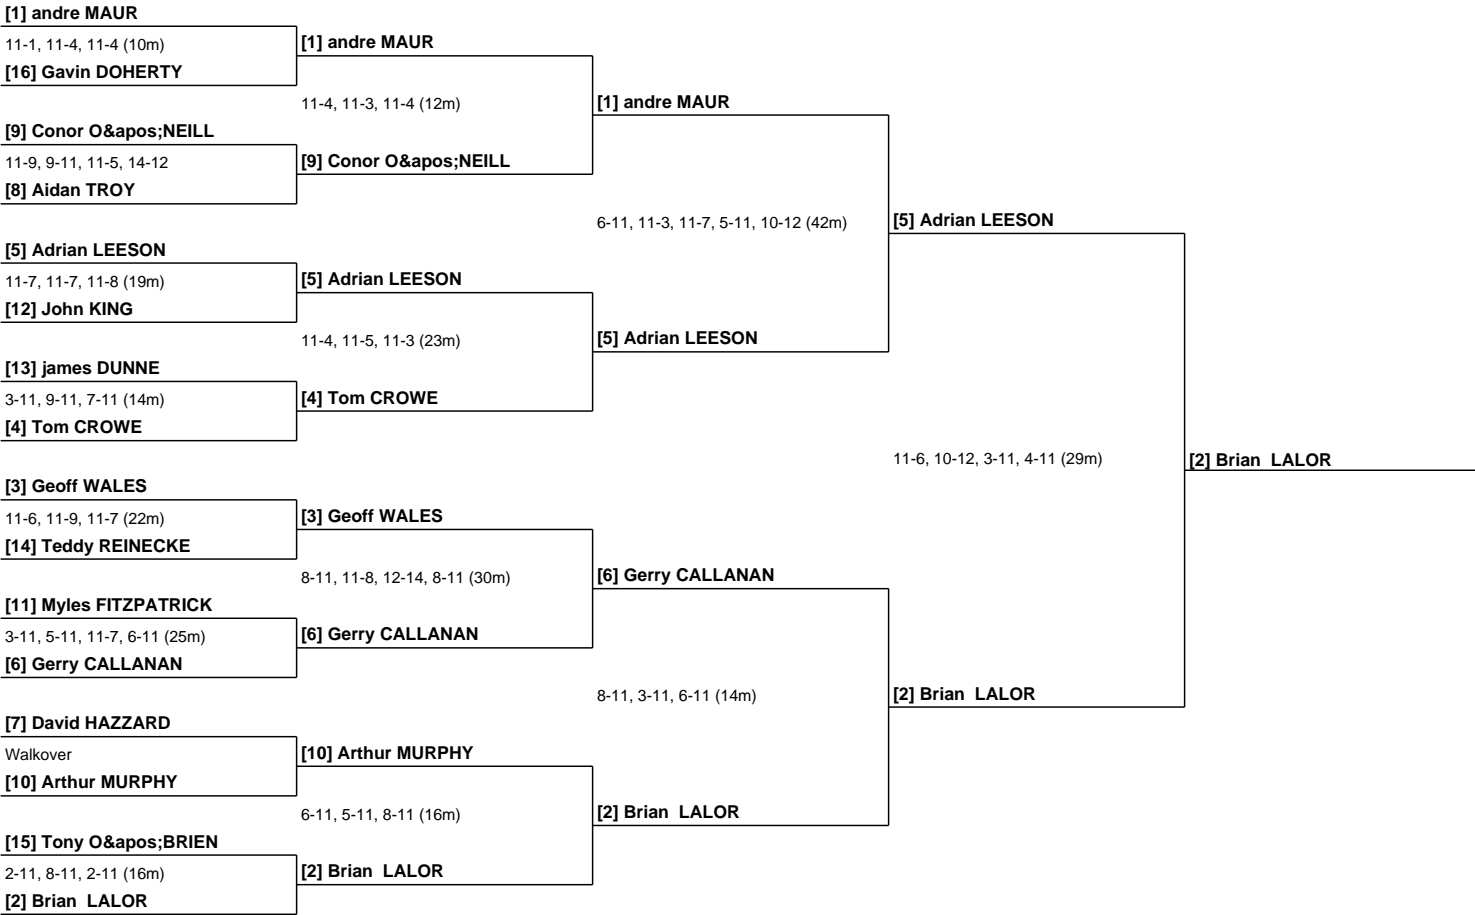 [1] andre MAUR
11-1, 11-4, 11-4 (10m)
[16] Gavin DOHERTY
[9] Conor O&apos;NEILL
11-9, 9-11, 11-5, 14-12
[8] Aidan TROY
[5] Adrian LEESON
11-7, 11-7, 11-8 (19m)
[12] John KING
[13] james DUNNE
3-11, 9-11, 7-11 (14m)
[4] Tom CROWE
[3] Geoff WALES
11-6, 11-9, 11-7 (22m)
[14] Teddy REINECKE
[11] Myles FITZPATRICK
3-11, 5-11, 11-7, 6-11 (25m)
[6] Gerry CALLANAN
[7] David HAZZARD
Walkover
[10] Arthur MURPHY
[15] Tony O&apos;BRIEN
2-11, 8-11, 2-11 (16m)
[2] Brian  LALOR
[1] andre MAUR
11-4, 11-3, 11-4 (12m)
[9] Conor O&apos;NEILL
[5] Adrian LEESON
11-4, 11-5, 11-3 (23m)
[4] Tom CROWE
[3] Geoff WALES
8-11, 11-8, 12-14, 8-11 (30m)
[6] Gerry CALLANAN
[10] Arthur MURPHY
6-11, 5-11, 8-11 (16m)
[2] Brian  LALOR
[1] andre MAUR
6-11, 11-3, 11-7, 5-11, 10-12 (42m)
[5] Adrian LEESON
[6] Gerry CALLANAN
8-11, 3-11, 6-11 (14m)
[2] Brian  LALOR
[5] Adrian LEESON
11-6, 10-12, 3-11, 4-11 (29m)
[2] Brian  LALOR
[2] Brian  LALOR